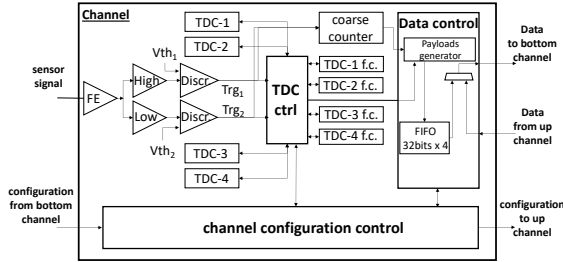 Channel
TDC-1
TDC-2
coarse
counter
Data control
Payloads
generator
Data
to bottom
channel
Vth1
sensor
signal
FE
High
Discr.
Trg1
Low
Discr.
Trg2
Vth2
TDC
ctrl
TDC-1 f.c.
TDC-2 f.c.
TDC-3 f.c.
TDC-4 f.c.
FIFO
32bits x 4
Data
from up
channel
TDC-3
TDC-4
configuration
from bottom
channel
channel configuration control
configuration
to up
channel